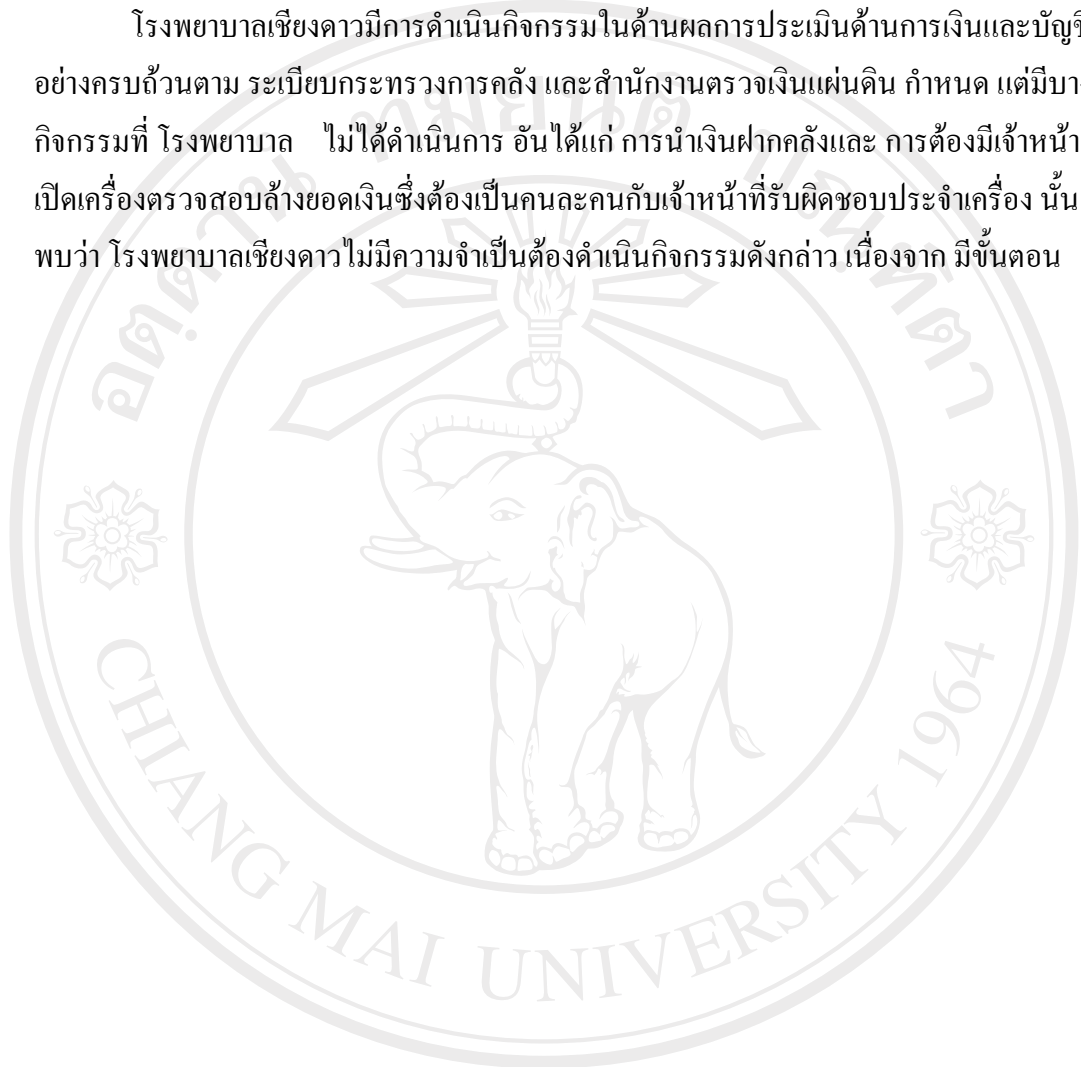 โรงพยาบาลเชียงดาวมีการดำเนินกิจกรรมในด้านผลการประเมินด้านการเงินและบัญชี
อย่างครบถ้วนตาม ระเบียบกระทรวงการคลัง และสำนักงานตรวจเงินแผ่นดิน กำหนด แต่มีบาง
กิจกรรมที่ โรงพยาบาล ไม่ได้ดำเนินการ อันได้แก่ การนำเงินฝากคลังและ การต้องมีเจ้าหน้า
เปิดเครื่องตรวจสอบล้างยอดเงินซึ่งต้องเป็นคนละคนกับเจ้าหน้าที่รับผิดชอบประจำเครื่อง นั้น
พบว่า โรงพยาบาลเชียงดาวไม่มีความจำเป็นต้องดำเนินกิจกรรมดังกล่าว เนื่องจาก มีขั้นตอน
อตฺตานํ ทมยนฺติ ปณฺฑิตา
CHIANG MAI UNIVERSITY 1964